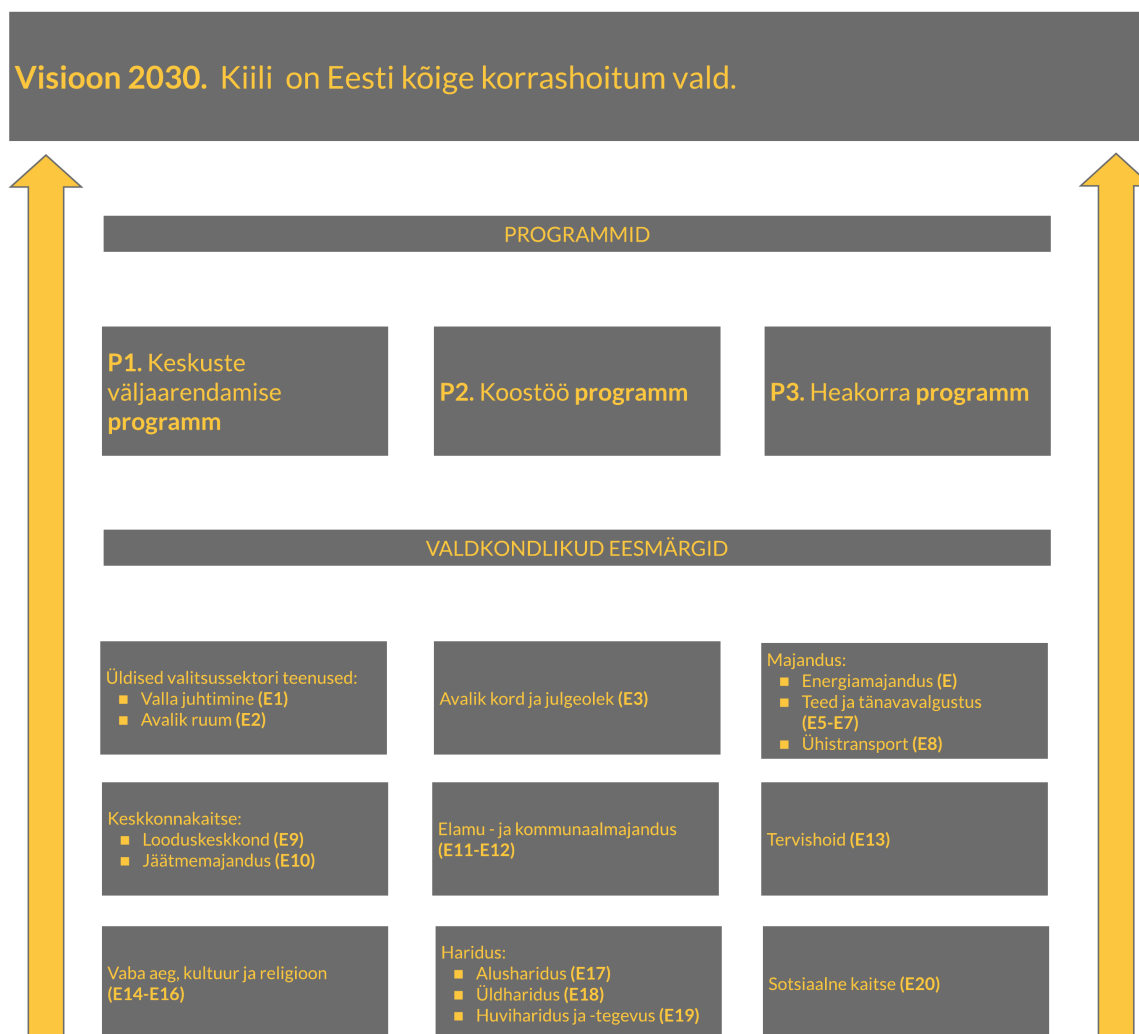 Visioon 2030. Kiili on Eesti kõige korrashoitum vald.
PROGRAMMID
P1. Keskuste
väljaarendamise
programm
P2. Koostöö programm
P3. Heakorra programm
VALDKONDLIKUD EESMÄRGID
Üldised valitsussektori teenused:
■ Valla juhtimine (E1)
■ Avalik ruum (E2)
Avalik kord ja julgeolek (E3)
Majandus:
■ Energiamajandus (E)
■ Teed ja tänavavalgustus
(E5-E7)
■ Ühistransport (E8)
Keskkonnakaitse:
■ Looduskeskkond (E9)
■ Jäätmemajandus (E10)
Elamu - ja kommunaalmajandus
(E11-E12)
Tervishoid (E13)
Vaba aeg, kultuur ja religioon
(E14-E16)
Haridus:
■ Alusharidus (E17)
■ Üldharidus (E18)
■ Huviharidus ja -tegevus (E19)
Sotsiaalne kaitse (E20)